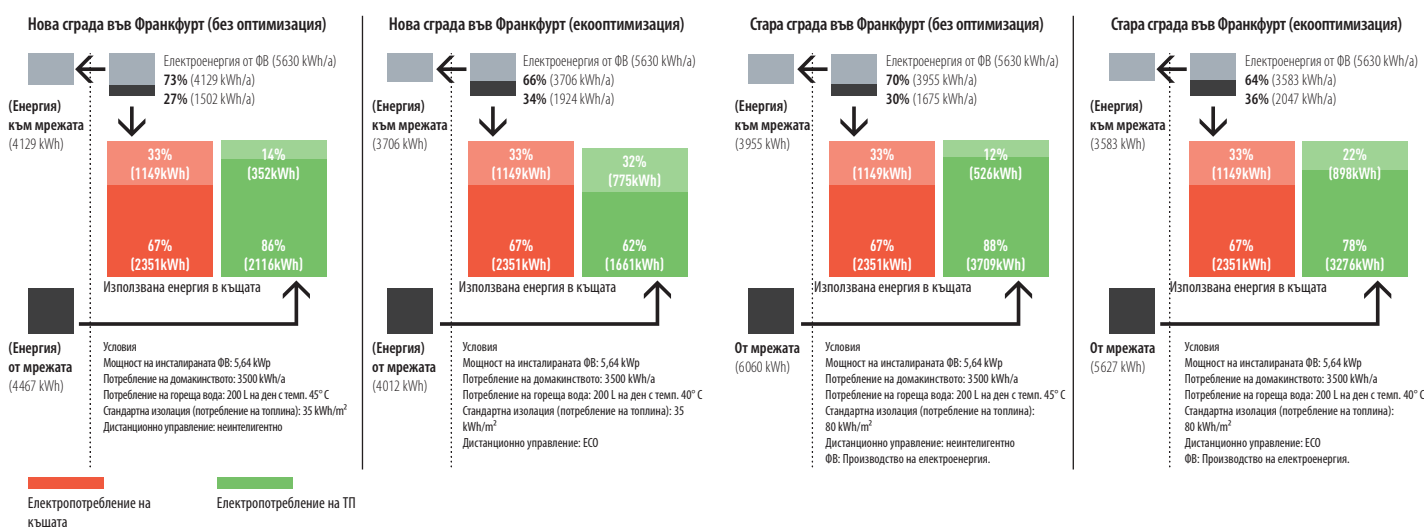 Нова сграда във Франкфурт (без оптимизация)
Електроенергия от ФВ (5630 kWh/a)
73% (4129 kWh/a)
27% (1502 kWh/a)
(Енергия)
към мрежата
(4129 kWh)
33%
(1149kWh)
14%
(352kWh)
67%
(2351kWh)
86%
(2116kWh)
Използвана енергия в къщата
(Енергия)
от мрежата
(4467 kWh)
Условия
Мощност на инсталираната ФВ: 5,64 kWp
Потребление на домакинството: 3500 kWh/a
Потребление на гореща вода: 200 L на ден с темп. 45° C
Стандартна изолация (потребление на топлина): 35 kWh/m²
Дистанционно управление: неинтелигентно
Нова сграда във Франкфурт (екооптимизация)
Електроенергия от ФВ (5630 kWh/a)
66% (3706 kWh/a)
34% (1924 kWh/a)
(Енергия)
към мрежата
(3706 kWh)
33%
(1149kWh)
32%
(775kWh)
67%
(2351kWh)
62%
(1661kWh)
Използвана енергия в къщата
(Енергия)
от мрежата
(4012 kWh)
Условия
Мощност на инсталираната ФВ: 5,64 kWp
Потребление на домакинството: 3500 kWh/a
Потребление на гореща вода: 200 L на ден с темп. 40° C
Стандартна изолация (потребление на топлина): 35
kWh/m²
Дистанционно управление: ECO
Стара сграда във Франкфурт (без оптимизация)
Електроенергия от ФВ (5630 kWh/a)
70% (3955 kWh/a)
30% (1675 kWh/a)
(Енергия)
към мрежата
(3955 kWh)
33%
(1149kWh)
12%
(526kWh)
67%
(2351kWh)
88%
(3709kWh)
Използвана енергия в къщата
От мрежата
(6060 kWh)
Условия
Мощност на инсталираната ФВ: 5,64 kWp
Потребление на домакинството: 3500 kWh/a
Потребление на гореща вода: 200 L на ден с темп. 45° C
Стандартна изолация (потребление на топлина):
80 kWh/m²
Дистанционно управление: неинтелигентно
ФВ: Производство на електроенергия.
Стара сграда във Франкфурт (екооптимизация)
Електроенергия от ФВ (5630 kWh/a)
64% (3583 kWh/a)
36% (2047 kWh/a)
(Енергия)
към мрежата
(3583 kWh)
33%
(1149kWh)
22%
(898kWh)
67%
(2351kWh)
78%
(3276kWh)
Използвана енергия в къщата
От мрежата
(5627 kWh)
Условия
Мощност на инсталираната ФВ: 5,64 kWp
Потребление на домакинството: 3500 kWh/a
Потребление на гореща вода: 200 L на ден с темп. 40° C
Стандартна изолация (потребление на топлина):
80 kWh/m²
Дистанционно управление: ECO
ФВ: Производство на електроенергия.
Електропотребление на
къщата
Електропотребление на ТП